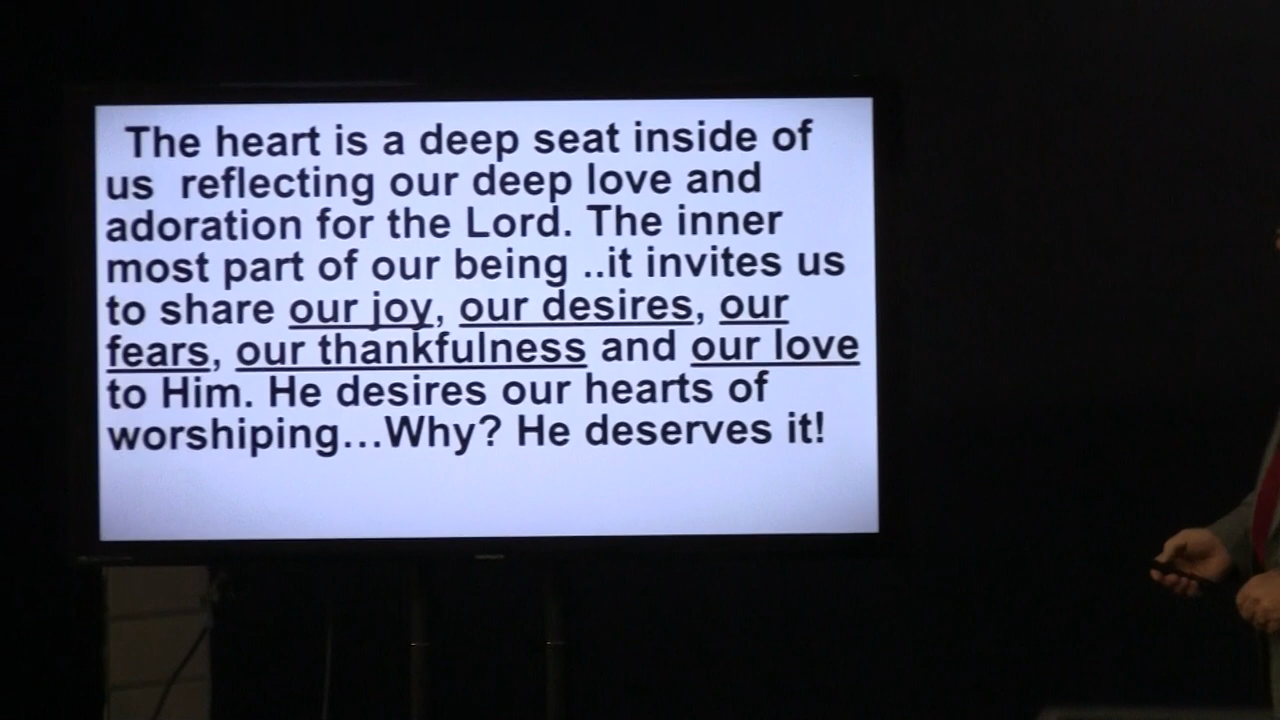 The heart is a deep seat inside of
us reflecting our deep love and
adoration for the Lord. The inner
most part of our being ..it invites us
to share our joy, our desires, our
fears, our thankfulness and our love
to Him. He desires our hearts of
worshiping...Why? He deserves it!